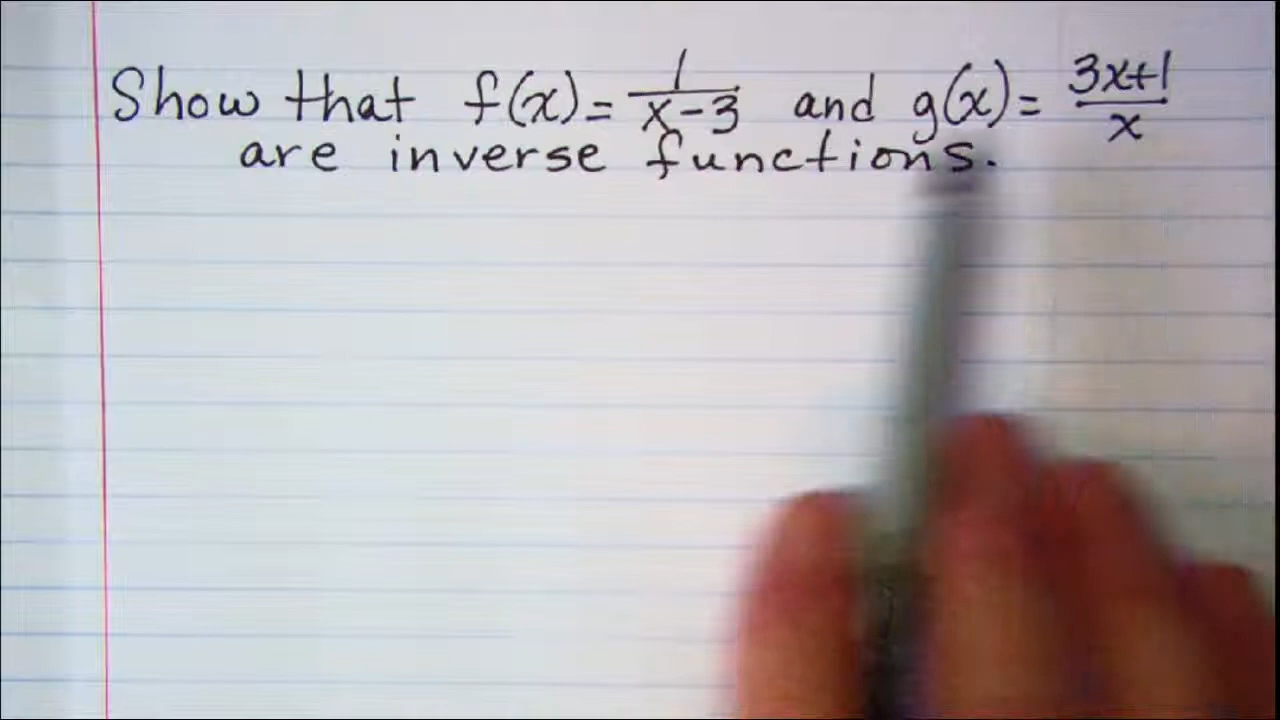 Show that f(x) = 1/(x-3) and g(x) = (3x+1)/x
are inverse functions.